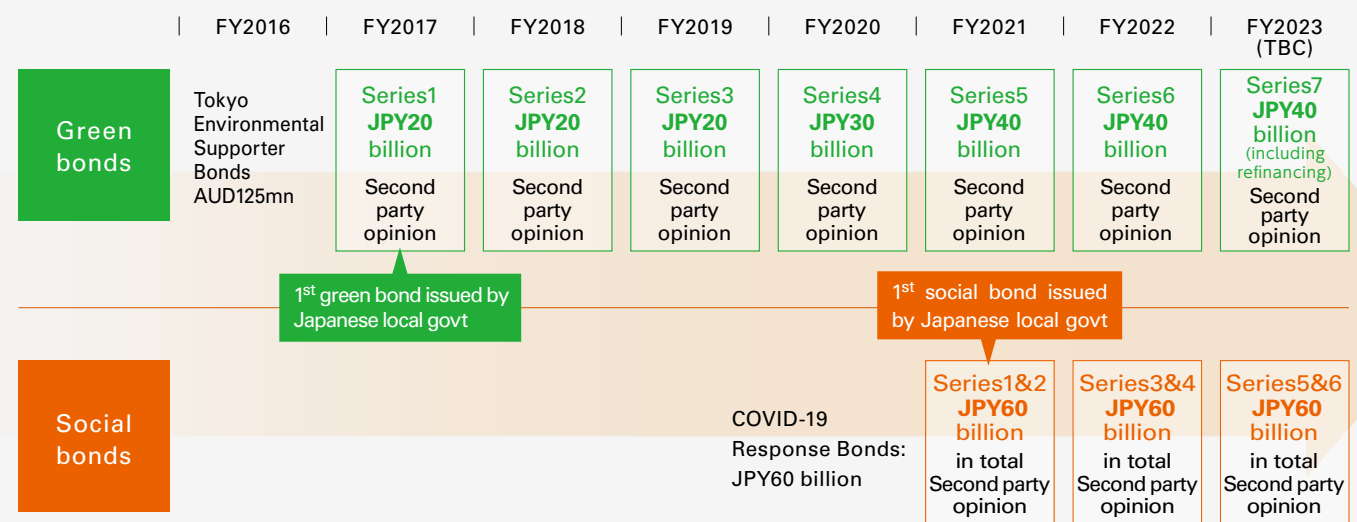 FY2016
FY2017
FY2018
FY2019
FY2020
FY2021
FY2022
FY2023
(TBC)
Green
bonds
Tokyo
Environmental
Supporter
Bonds
AUD125mn
Series1
JPY20
billion
Second
party
opinion
Series2
JPY20
billion
Second
party
opinion
Series3
JPY20
billion
Second
party
opinion
Series4
JPY30
billion
Second
party
opinion
Series5
JPY40
billion
Second
party
opinion
Series6
JPY40
billion
Second
party
opinion
Series7
JPY40
billion
(including
refinancing)
Second
party
opinion
1st green bond issued by
Japanese local govt
1st social bond issued
by Japanese local govt
Social
bonds
COVID-19
Response Bonds:
JPY60 billion
Series1&2
JPY60
billion
in total
Second party
opinion
Series3&4
JPY60
billion
in total
Second party
opinion
Series5&6
JPY60
billion
in total
Second party
opinion